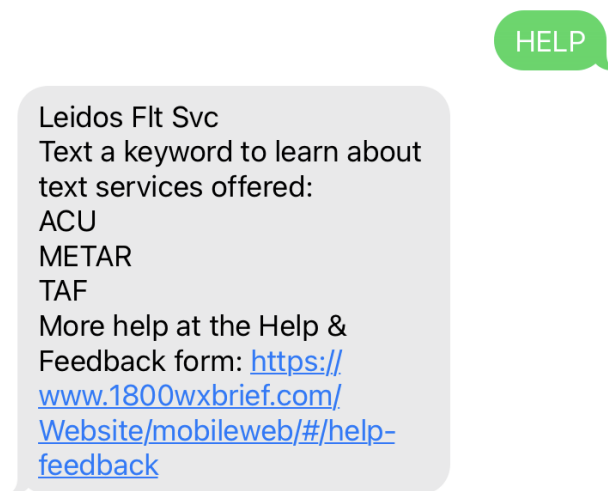 HELP
Leidos Flt Svc
Text a keyword to learn about
text services offered:
ACU
METAR
TAF
More help at the Help &
Feedback form: https://
www.1800wxbrief.com/
Website/mobileweb/#/help-
feedback